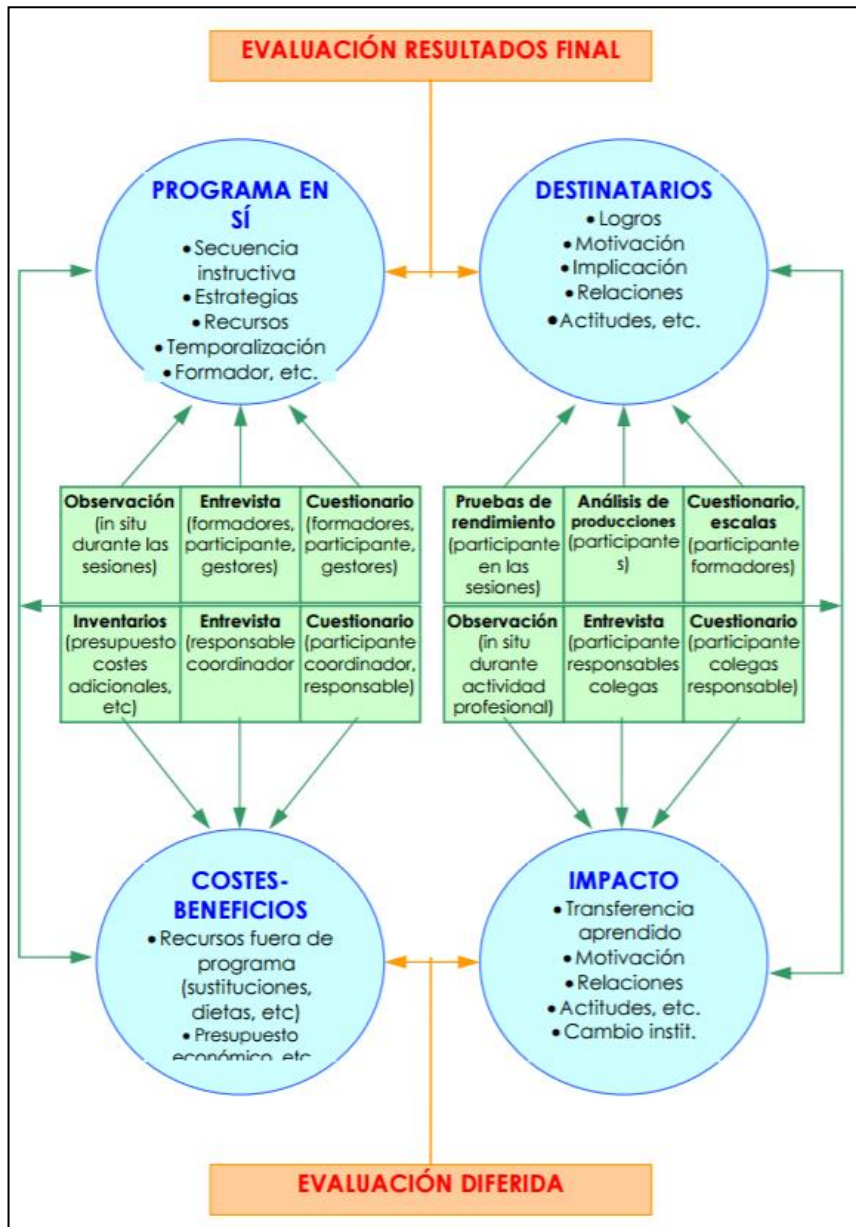 EVALUACIÓN RESULTADOS FINAL
PROGRAMA EN
SÍ
•Secuencia
instructiva
•Estrategias
•Recursos
•Temporalización
•Formador, etc.
DESTINATARIOS
•Logros
•Motivación
•Implicación
•Relaciones
•Actitudes, etc.
Observación
(in situ
durante las
sesiones)
Entrevista
(formadores,
participante,
gestores)
Cuestionario
(formadores,
participante,
gestores)
Pruebas de
rendimiento
(participante
en las
sesiones)
Análisis de
producciones
(participante
s)
Cuestionario,
escalas
(participante
formadores)
Inventarios
(presupuesto
costes
adicionales,
etc)
Entrevista
(responsable
coordinador
Cuestionario
(participante
coordinador,
responsable)
Observación
(in situ
durante
actividad
profesional)
Entrevista
(participante
responsables
colegas
Cuestionario
(participante
colegas
responsable)
COSTES-
BENEFICIOS
•Recursos fuera de
programa
(sustituciones,
dietas, etc)
•Presupuesto
económico, etc
IMPACTO
•Transferencia
aprendido
•Motivación
•Relaciones
•Actitudes, etc.
•Cambio instit.
EVALUACIÓN DIFERIDA